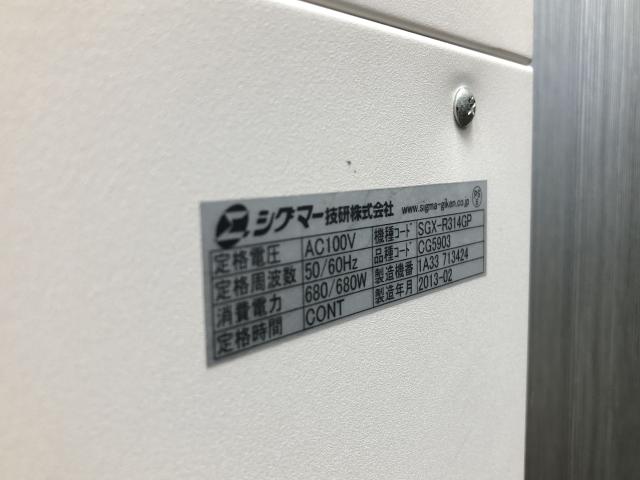 シグマー技研株式会社 www.sigma-giken.co.jp PSE
定格電圧 AC100V 機種コード SGX-R314GP
定格周波数 50/60Hz 品種コード CG5903
消費電力 680/680W 製造機番 1A33 713424
定格時間 CONT 製造年月 2013-02